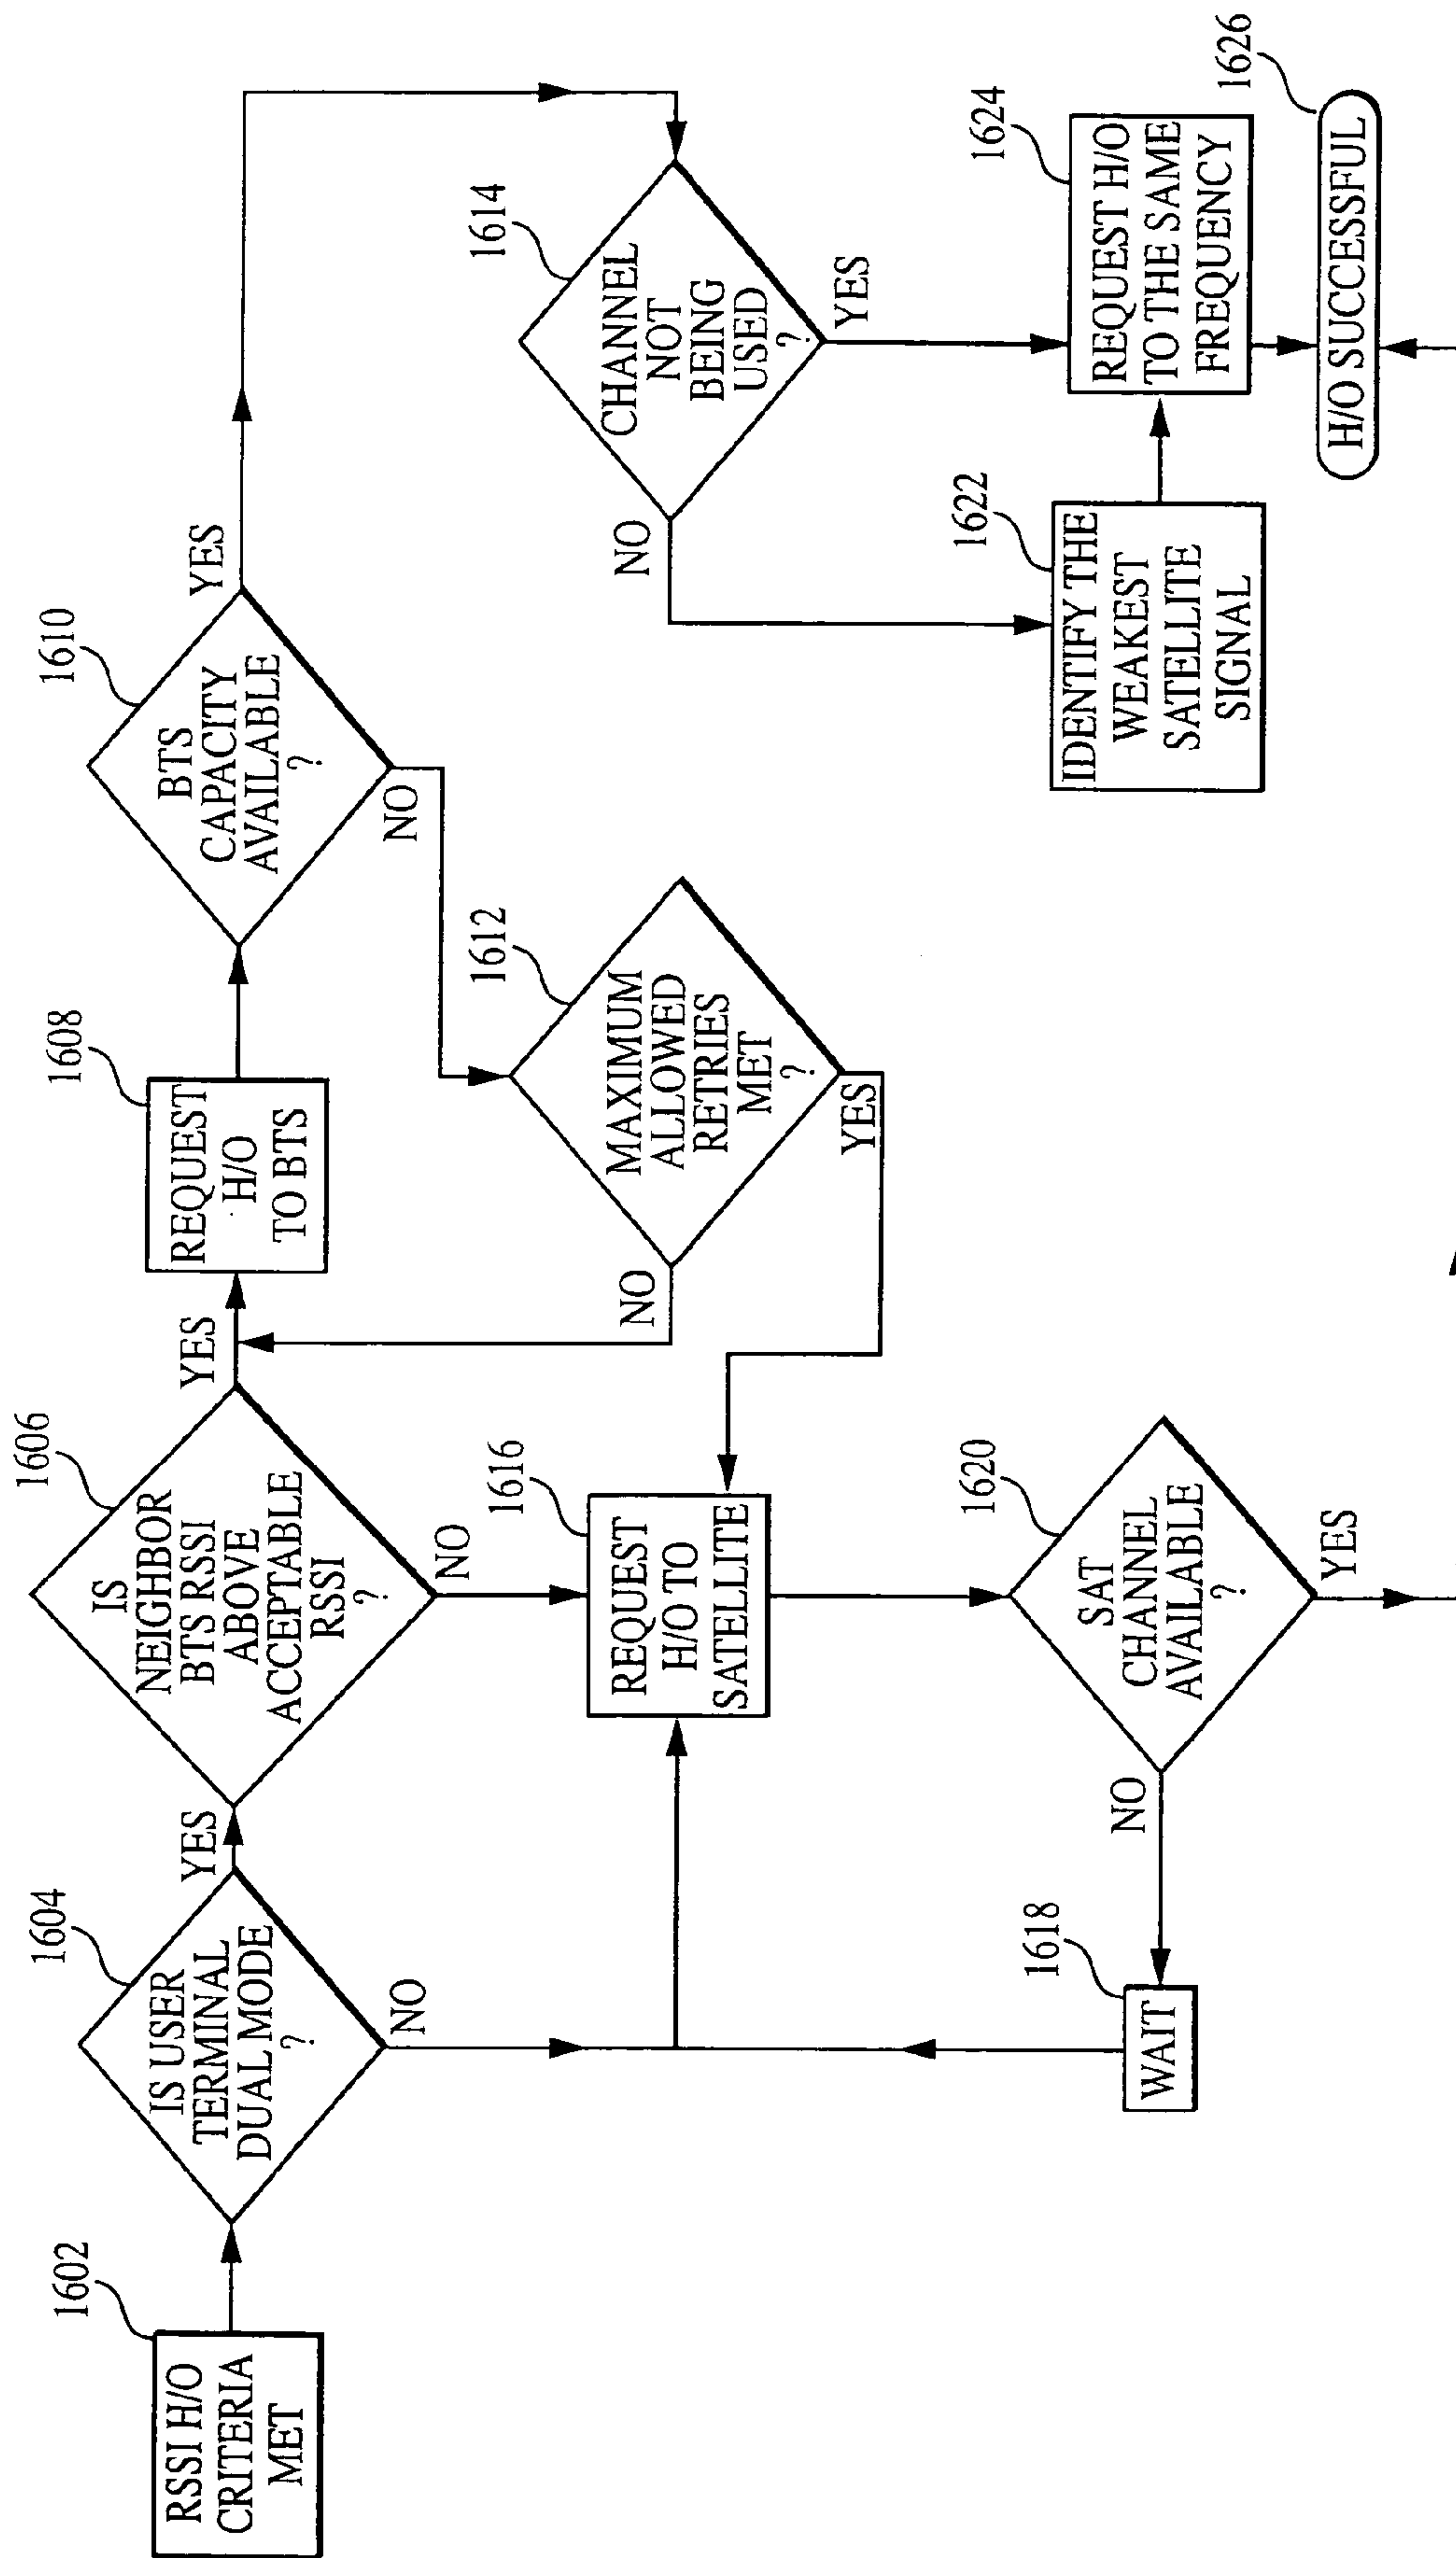 1602
RSSI H/O
CRITERIA
MET
1604
IS USER
TERMINAL
DUAL MODE
?
YES
NO
1606
IS
NEIGHBOR
BTS RSSI
ABOVE
ACCEPTABLE
RSSI
?
YES
NO
1608
REQUEST
H/O
TO BTS
1610
BTS
CAPACITY
AVAILABLE
?
YES
NO
1612
MAXIMUM
ALLOWED
RETRIES
MET
?
NO
YES
1614
CHANNEL
NOT
BEING
USED
?
NO
YES
1616
REQUEST
H/O TO
SATELLITE
1618
WAIT
1620
SAT
CHANNEL
AVAILABLE
?
NO
YES
1622
IDENTIFY THE
WEAKEST
SATELLITE
SIGNAL
1624
REQUEST H/O
TO THE SAME
FREQUENCY
1626
H/O SUCCESSFUL